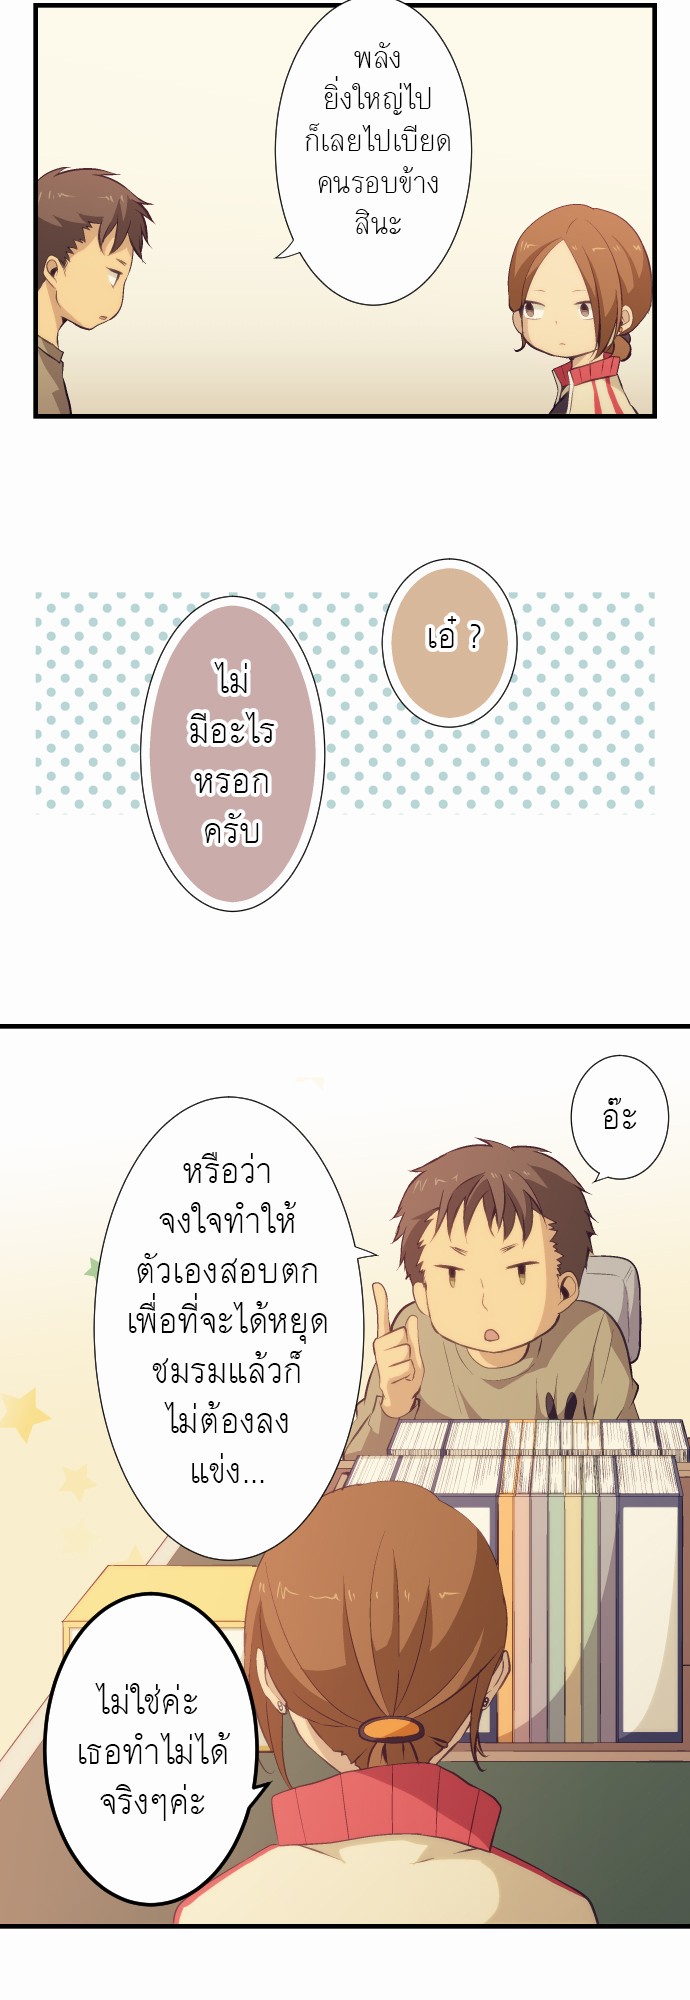 พลัง
ยิ่งใหญ่ไป
ก็เลยไปเบียด
คนรอบข้าง
สินะ
เอ๋ ?
ไม่
มีอะไร
หรอก
ครับ
อ๊ะ
หรือว่า
จงใจทำให้
ตัวเองสอบตก
เพื่อที่จะได้หยุด
ชมรมแล้วก็
ไม่ต้องลง
แข่ง...
ไม่ใช่ค่ะ
เธอทำไม่ได้
จริงๆค่ะ